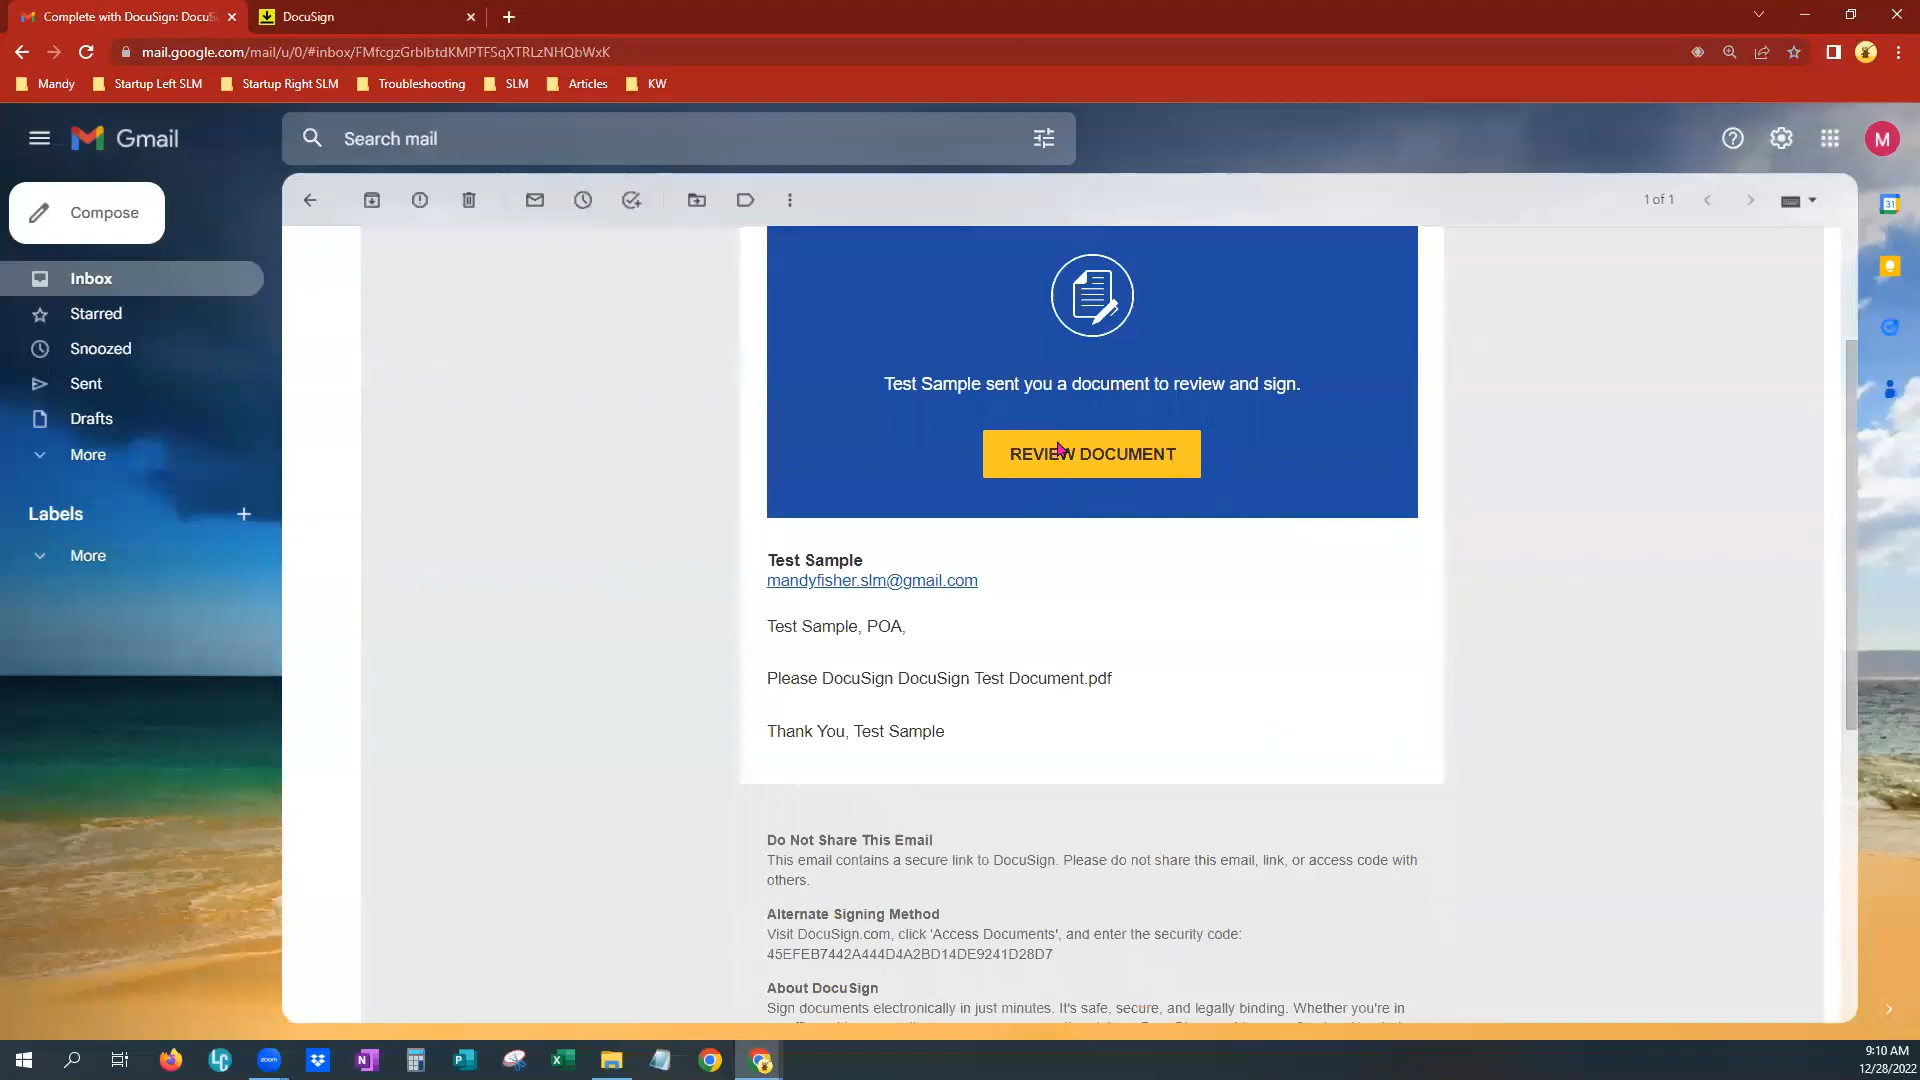 Complete with DocuSign: DocuS
DocuSign
mail.google.com/mail/u/0/#inbox/FMfcgzGrblbtdKMPTFSqXTRLzNHQbWxK
Mandy
Startup Left SLM
Startup Right SLM
Troubleshooting
SLM
Articles
KW
Gmail
Search mail
M
Compose
1 of 1
31
Inbox
Starred
Snoozed
Sent
Drafts
More
Labels
More
Test Sample sent you a document to review and sign.
REVIEW DOCUMENT
Test Sample
mandyfisher.slm@gmail.com
Test Sample, POA,
Please DocuSign DocuSign Test Document.pdf
Thank You, Test Sample
Do Not Share This Email
This email contains a secure link to DocuSign. Please do not share this email, link, or access code with
others.
Alternate Signing Method
Visit DocuSign.com, click 'Access Documents', and enter the security code:
45EFEB7442A444D4A2BD14DE9241D28D7
About DocuSign
Sign documents electronically in just minutes. It's safe, secure, and legally binding. Whether you're in
LC
zoom
N
P
X
9:10 AM
12/28/2022